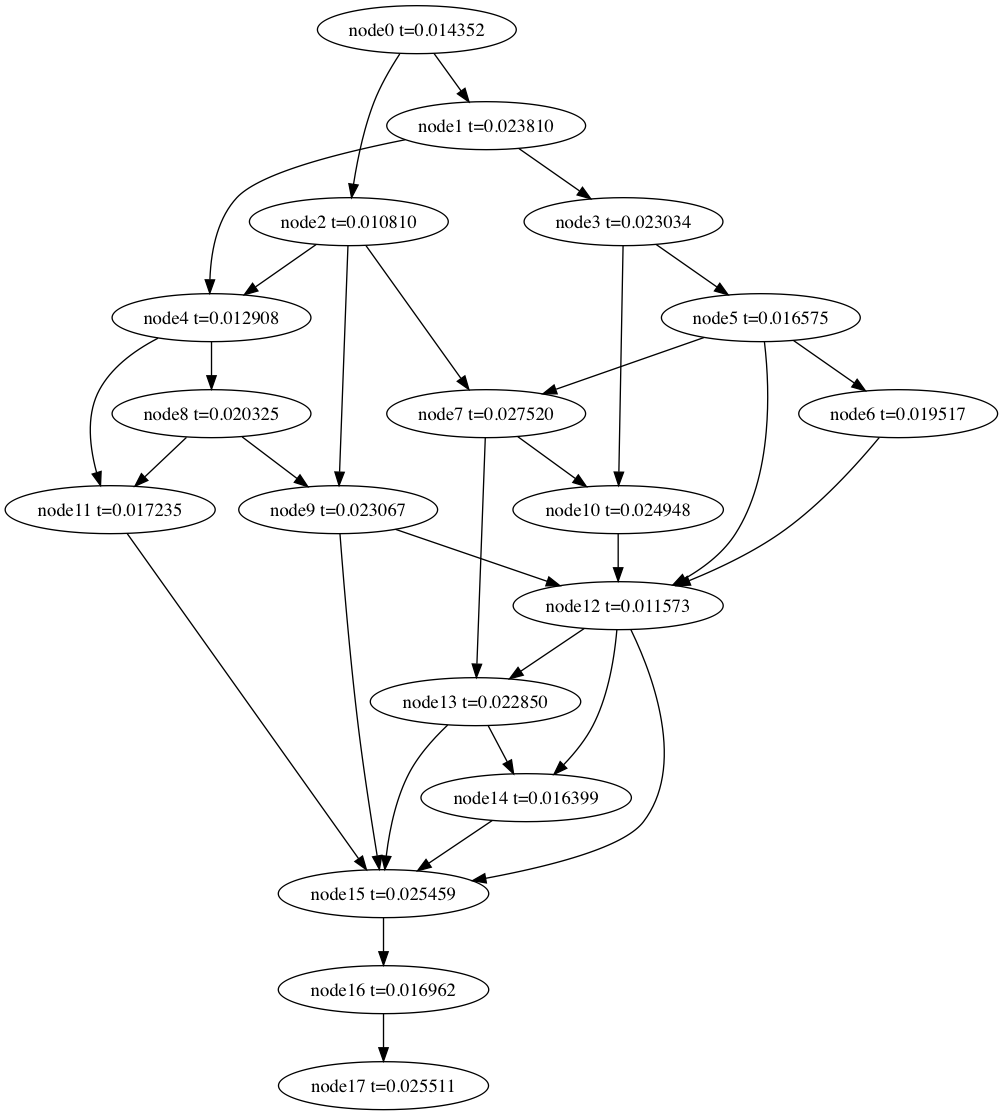 node0 t=0.014352
node1 t=0.023810
node2 t=0.010810
node3 t=0.023034
node4 t=0.012908
node5 t=0.016575
node8 t=0.020325
node7 t=0.027520
node6 t=0.019517
node11 t=0.017235
node9 t=0.023067
node10 t=0.024948
node12 t=0.011573
node13 t=0.022850
node14 t=0.016399
node15 t=0.025459
node16 t=0.016962
node17 t=0.025511